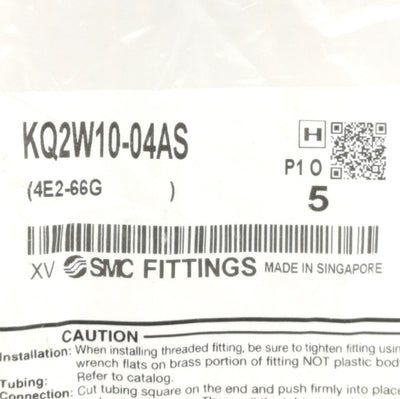 KQ2W10-04AS
H
(4E2-66G )
P1 O
5
XV SMC FITTINGS MADE IN SINGAPORE
CAUTION
Installation: When installing threaded fitting, be sure to tighten fitting using
wrench flats on brass portion of fitting NOT plastic body
Refer to catalog.
Tubing:
Connection: Cut tubing square on the end and push firmly into place